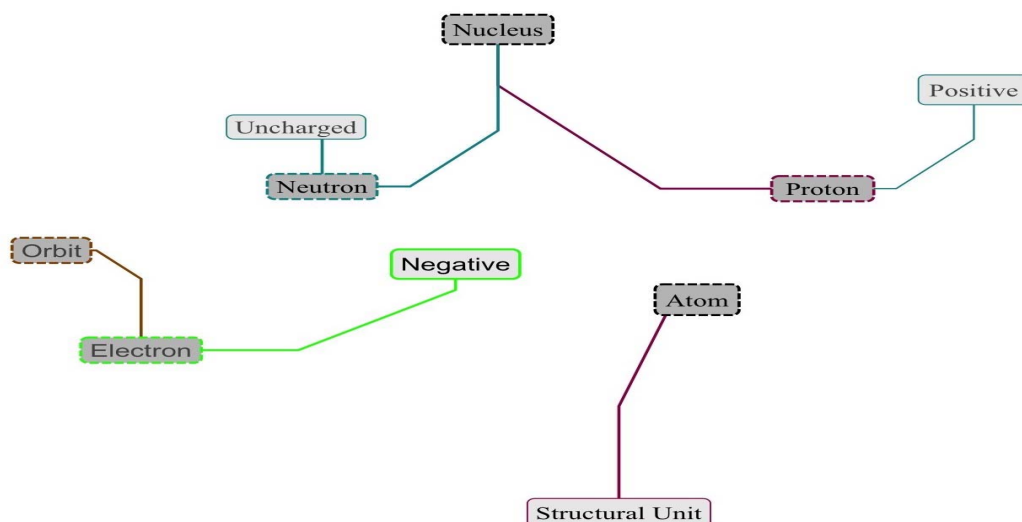 Nucleus
Positive
Uncharged
Neutron
Proton
Orbit
Negative
Atom
Electron
Structural Unit